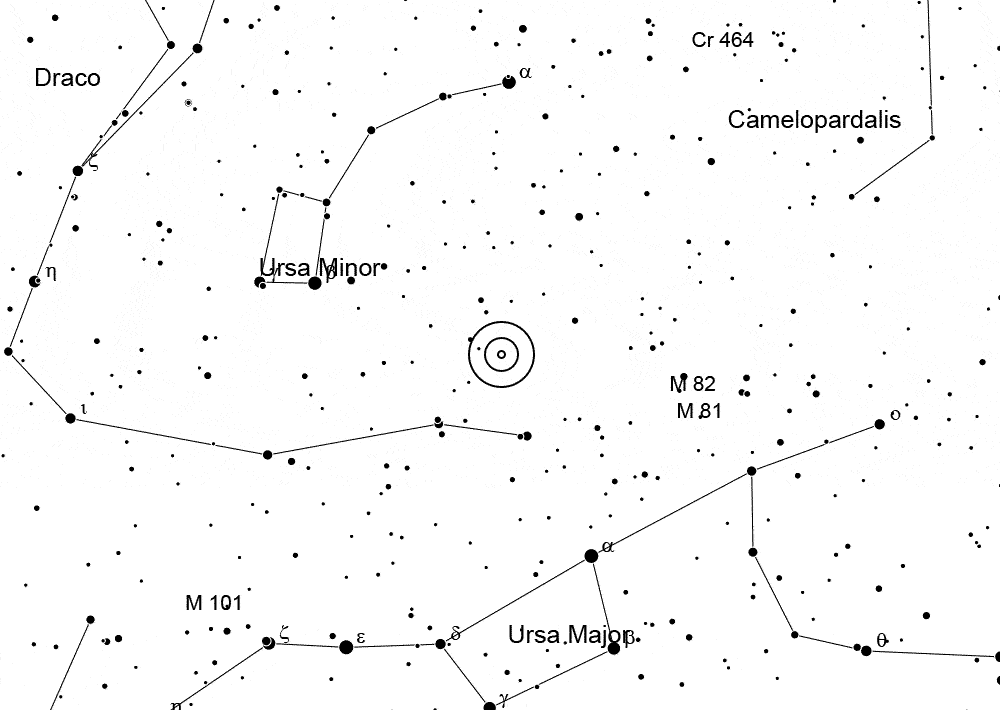 Cr 464
α
Draco
Camelopardalis
ζ
η
Ursa Minor
β
M 82
M 81
ι
ο
α
M 101
ζ
ε
δ
Ursa Major
β
θ
γ
η